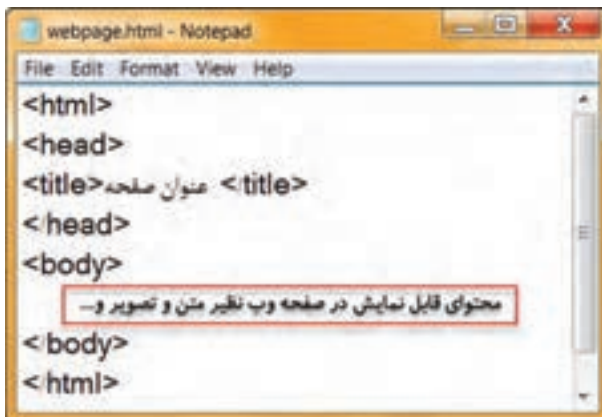 webpage.html - Notepad
File Edit Format View Help
<html>
<head>
<title>عنوان صفحه </title>
</head>
<body>
محتوای قابل نمایش در صفحه وب نظیر متن و تصویر و...
</body>
</html>